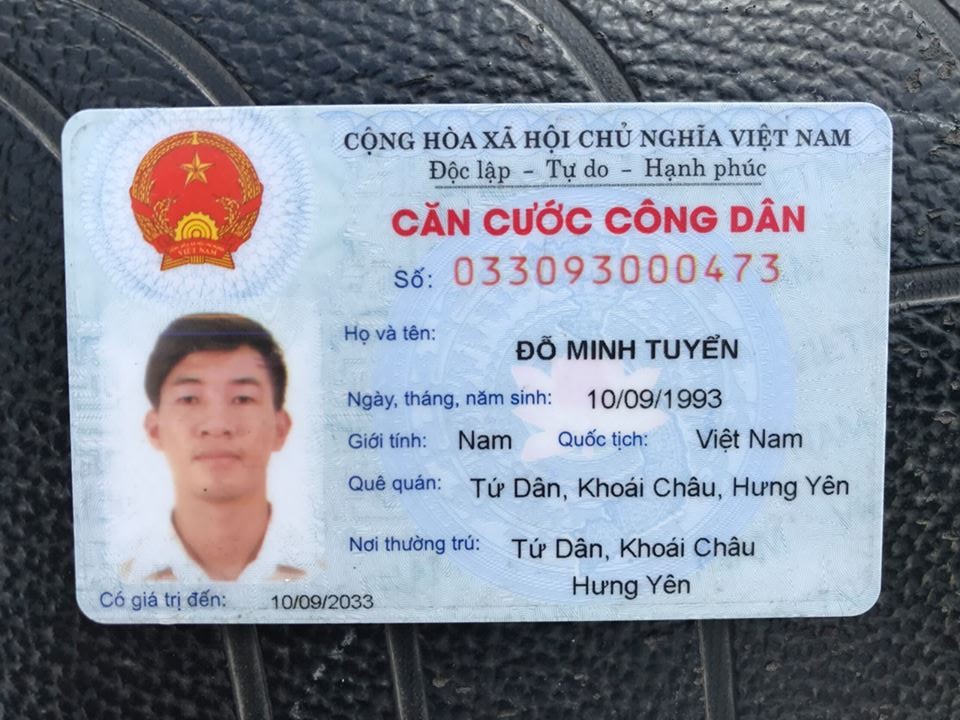 CỘNG HÒA XÃ HỘI CHỦ NGHĨA VIỆT NAM
Độc lập - Tự do - Hạnh phúc
CĂN CƯỚC CÔNG DÂN
Số: 033093000473
Họ và tên: ĐỖ MINH TUYỂN
Ngày, tháng, năm sinh: 10/09/1993
Giới tính: Nam Quốc tịch: Việt Nam
Quê quán: Tứ Dân, Khoái Châu, Hưng Yên
Nơi thường trú: Tứ Dân, Khoái Châu
Hưng Yên
Có giá trị đến: 10/09/2033
VIỆT NAM